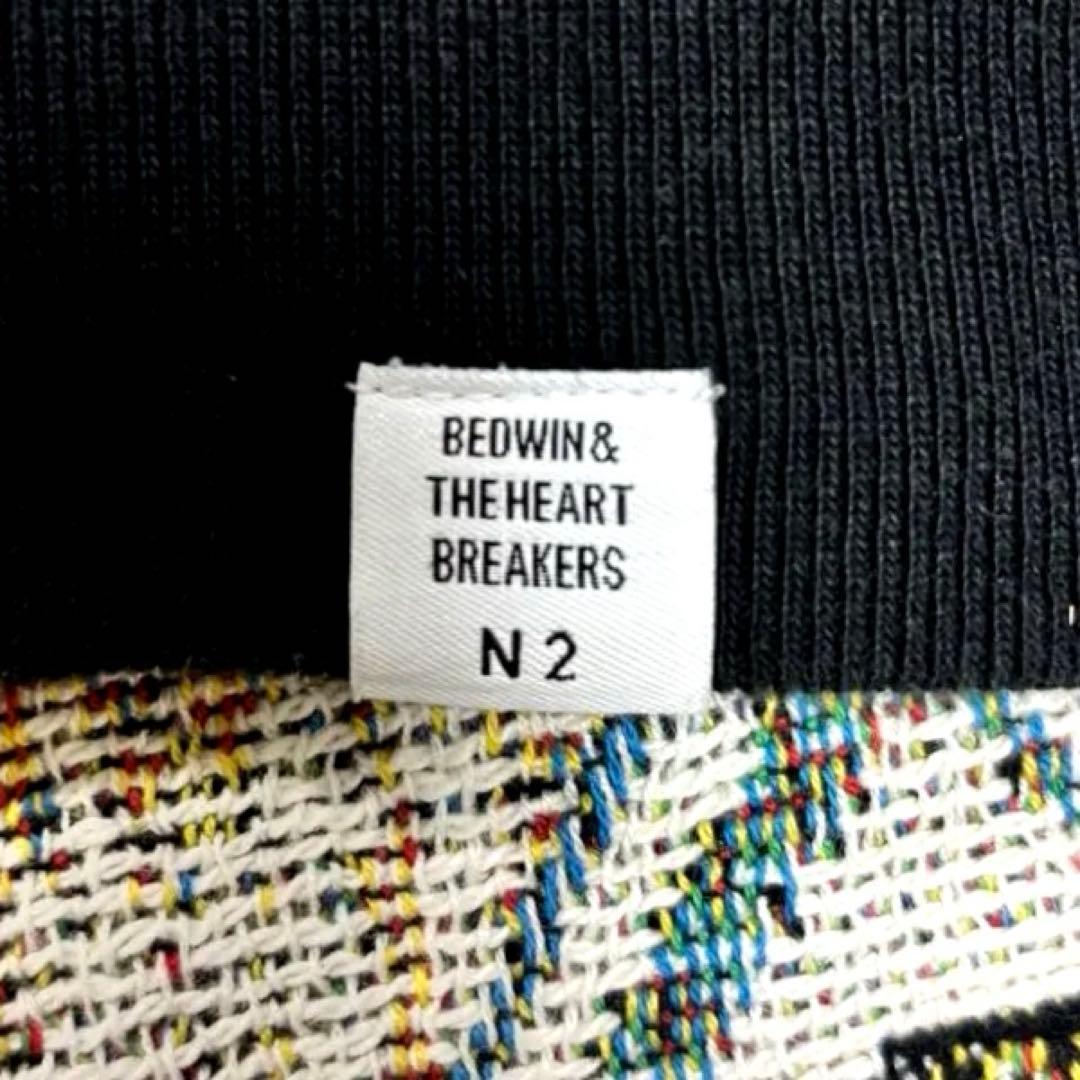 BEDWIN&
THE HEART
BREAKERS
N 2